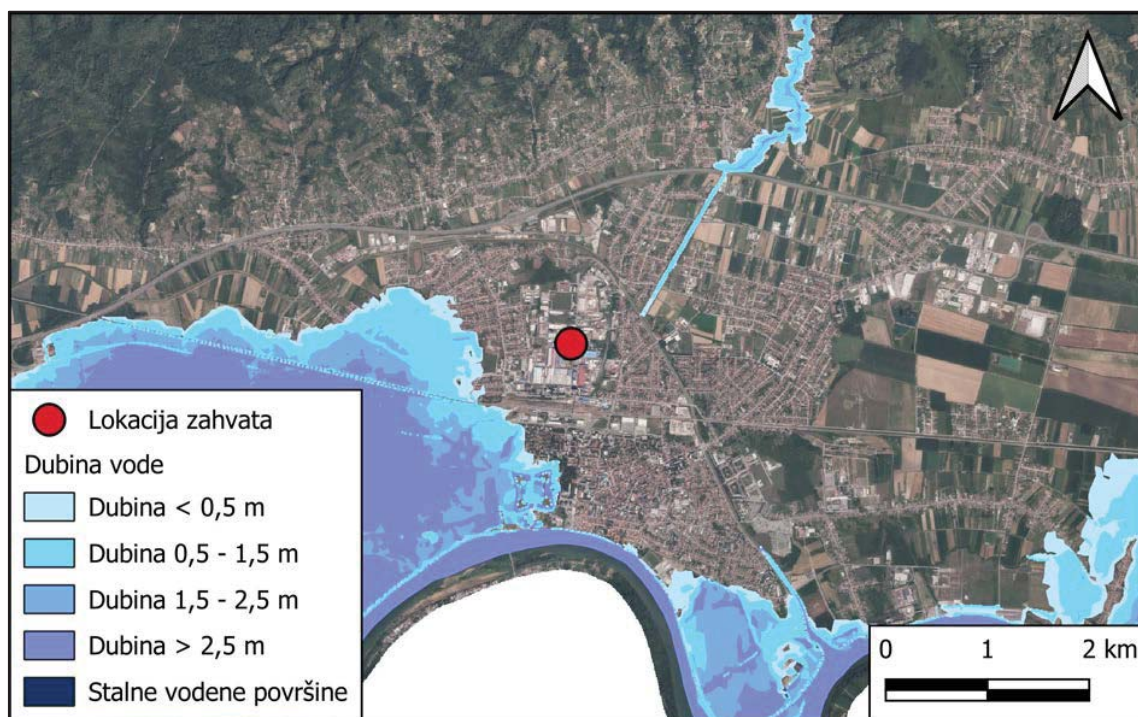 Lokacija zahvata
Dubina vode
Dubina < 0,5 m
Dubina 0,5 - 1,5 m
Dubina 1,5 - 2,5 m
Dubina > 2,5 m
Stalne vodene površine
0 1 2 km